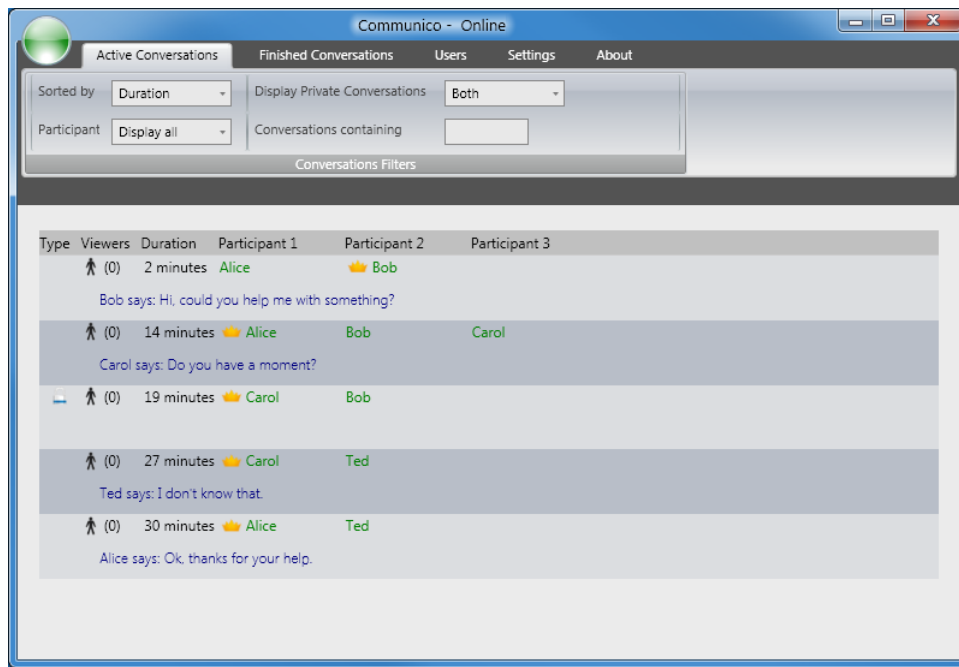 Communico - Online
Active Conversations Finished Conversations Users Settings About
Sorted by Duration Display Private Conversations Both
Participant Display all Conversations containing
Conversations Filters
Type Viewers Duration Participant 1 Participant 2 Participant 3
(0) 2 minutes Alice Bob
Bob says: Hi, could you help me with something?
(0) 14 minutes Alice Bob Carol
Carol says: Do you have a moment?
(0) 19 minutes Carol Bob
(0) 27 minutes Carol Ted
Ted says: I don't know that.
(0) 30 minutes Alice Ted
Alice says: Ok, thanks for your help.